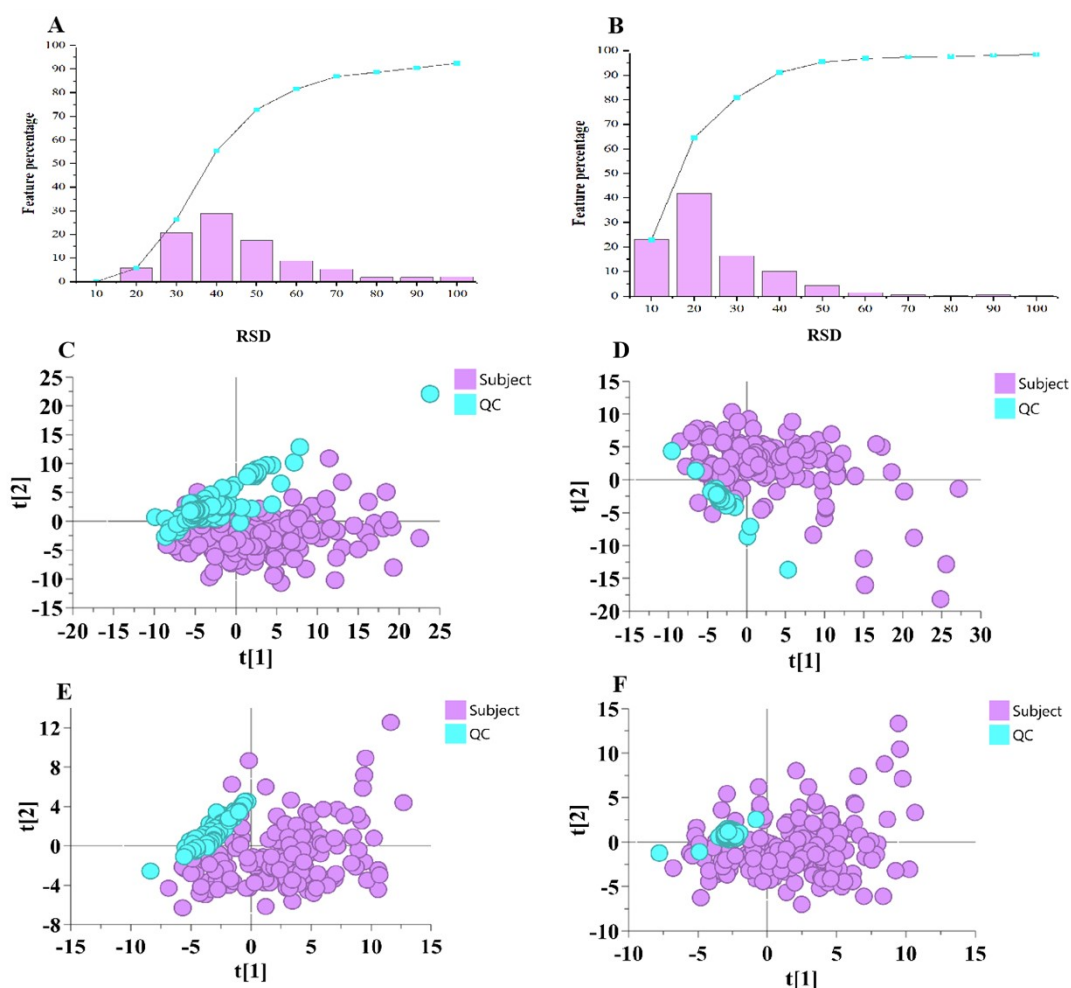 A
100
90
80
70
60
50
40
30
20
10
0
Feature percentage
10 20 30 40 50 60 70 80 90 100
RSD
B
100
90
80
70
60
50
40
30
20
10
0
Feature percentage
10 20 30 40 50 60 70 80 90 100
RSD
C
Subject
QC
25
20
15
10
5
0
-5
-10
-15
t[2]
-20 -15 -10 -5 0 5 10 15 20 25
t[1]
D
Subject
QC
15
10
5
0
-5
-10
-15
-20
t[2]
-15 -10 -5 0 5 10 15 20 25 30
t[1]
E
Subject
QC
12
8
4
0
-4
-8
t[2]
-15 -10 -5 0 5 10 15
t[1]
F
Subject
QC
15
10
5
0
-5
-10
t[2]
-10 -5 0 5 10 15
t[1]